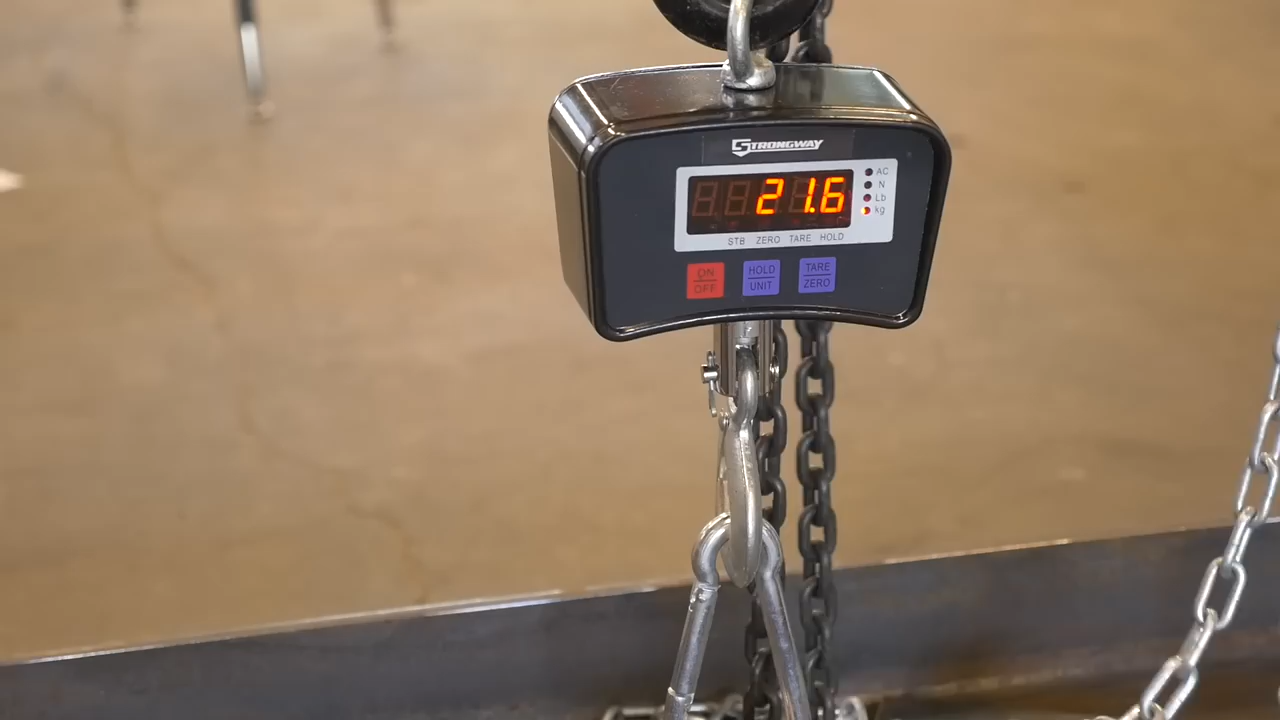 STRONGWAY
21.6
AC
N
Lb
kg
STB ZERO TARE HOLD
ON
OFF
HOLD
UNIT
TARE
ZERO